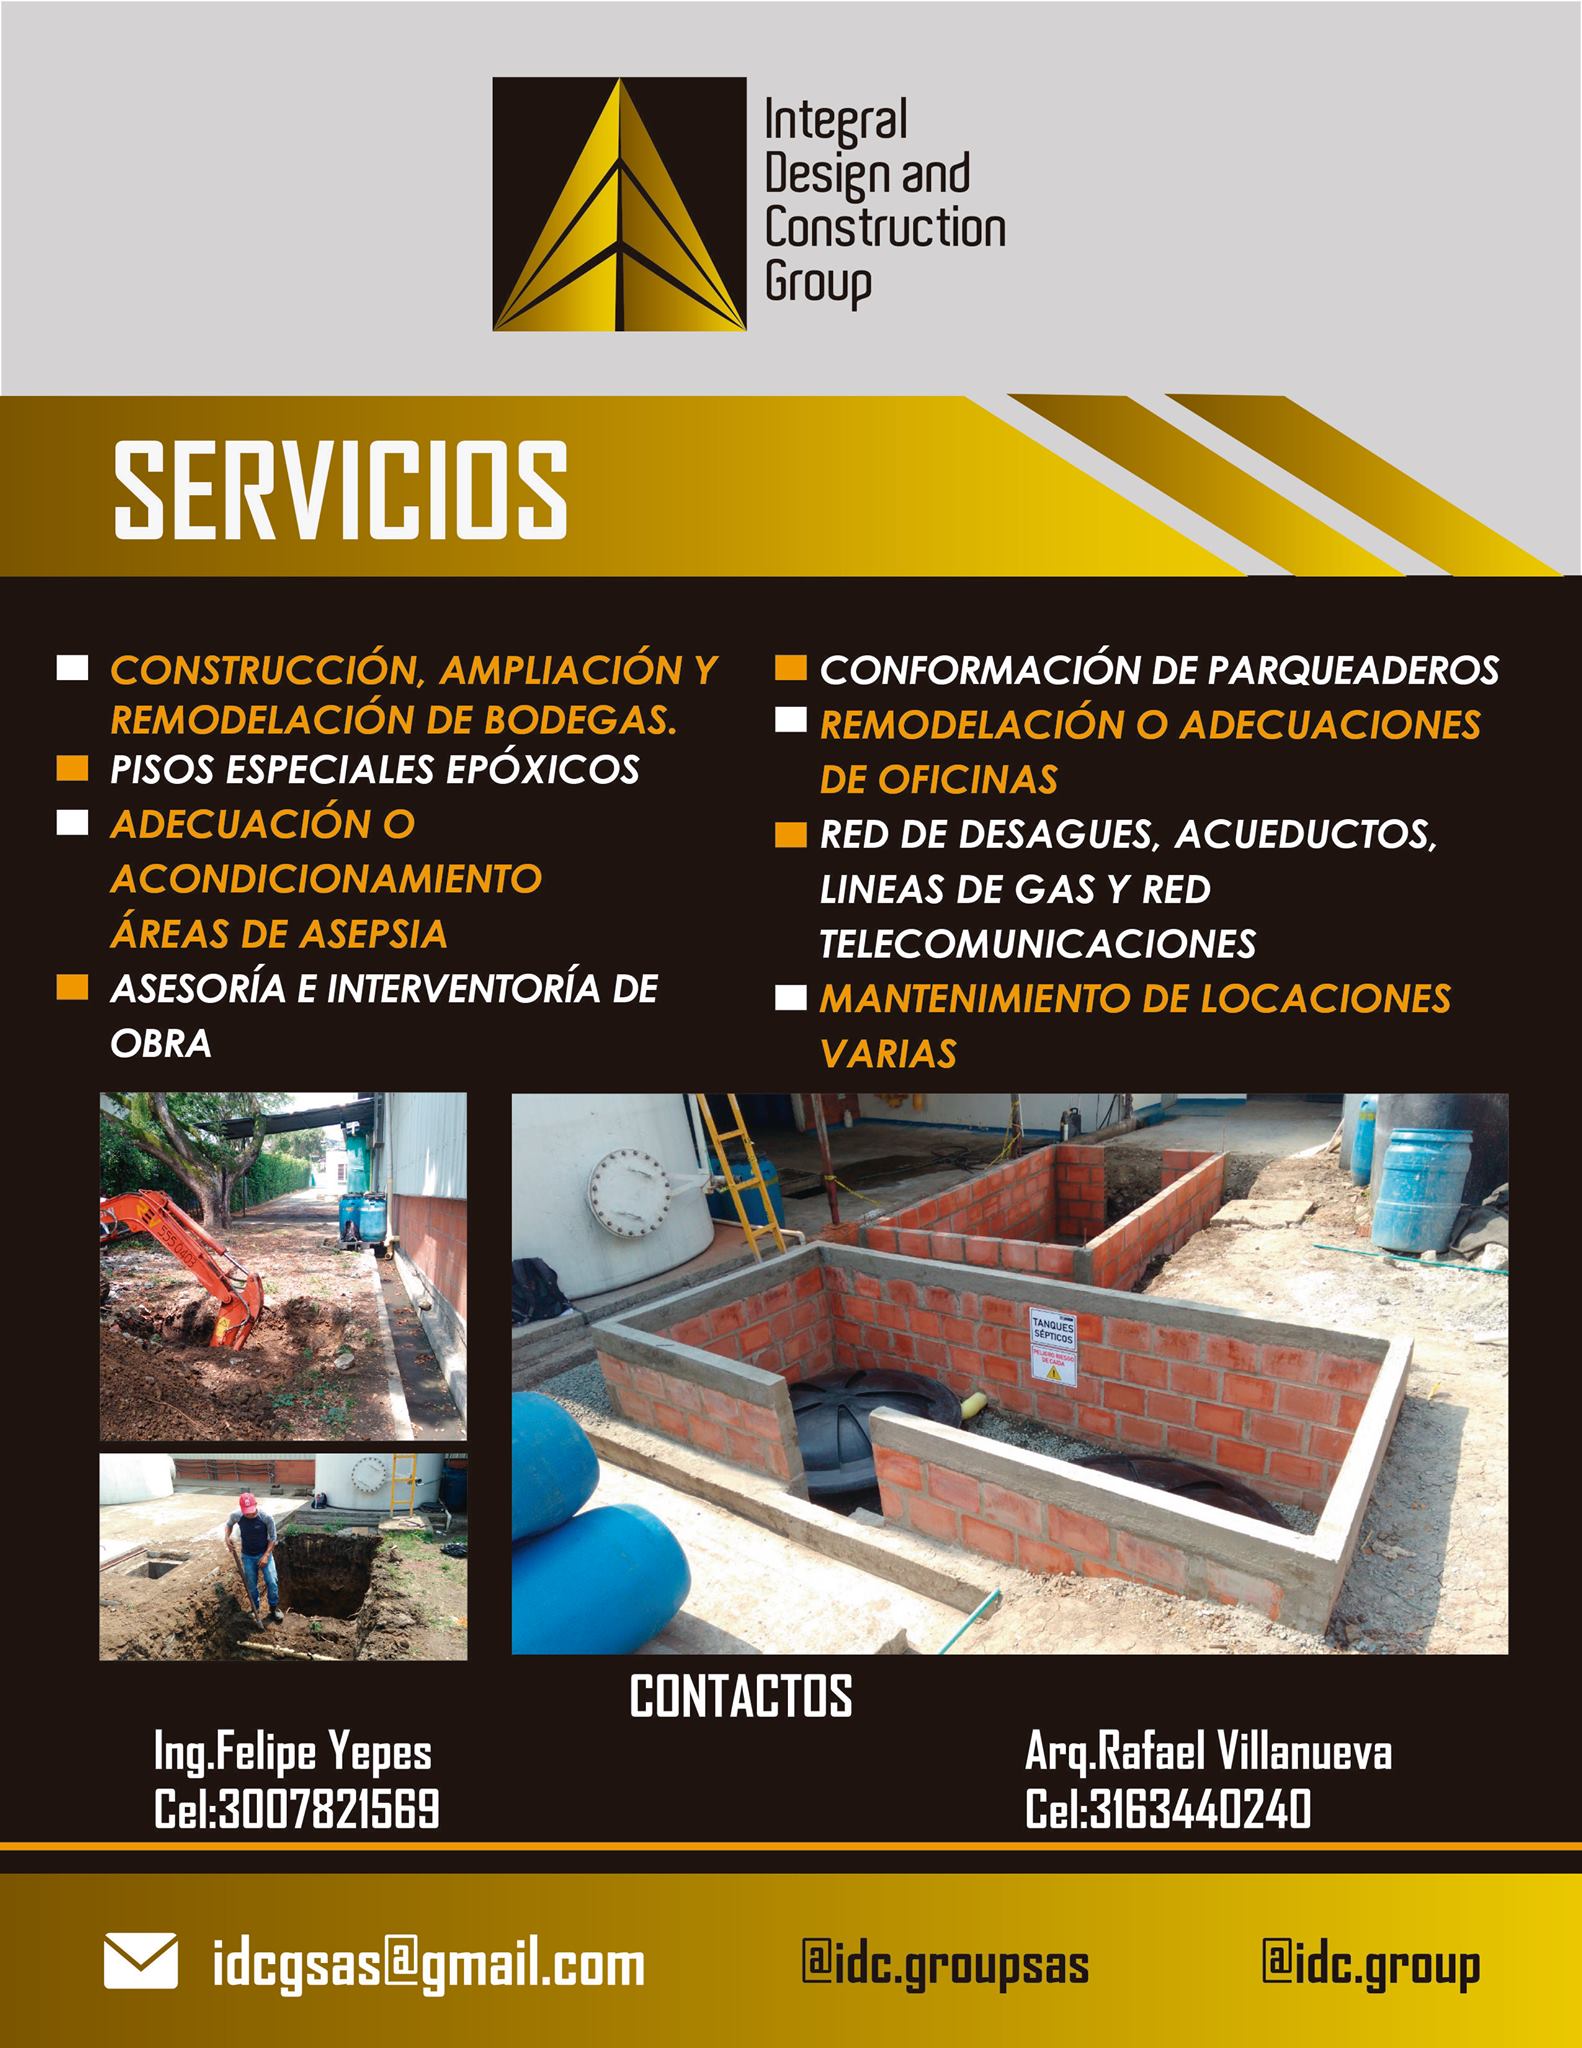 Integral
Design and
Construction
Group
SERVICIOS
CONSTRUCCIÓN, AMPLIACIÓN Y
REMODELACIÓN DE BODEGAS.
PISOS ESPECIALES EPÓXICOS
ADECUACIÓN O
ACONDICIONAMIENTO
ÁREAS DE ASEPSIA
ASESORÍA E INTERVENTORÍA DE
OBRA
CONFORMACIÓN DE PARQUEADEROS
REMODELACIÓN O ADECUACIONES
DE OFICINAS
RED DE DESAGUES, ACUEDUCTOS,
LINEAS DE GAS Y RED
TELECOMUNICACIONES
MANTENIMIENTO DE LOCACIONES
VARIAS
555 0403
TANQUES
SÉPTICOS
PELIGRO RIESGO
DE CAIDA
CONTACTOS
Ing.Felipe Yepes
Cel:3007821569
Arq.Rafael Villanueva
Cel:3163440240
idcgsas@gmail.com
@idc.groupsas
@idc.group